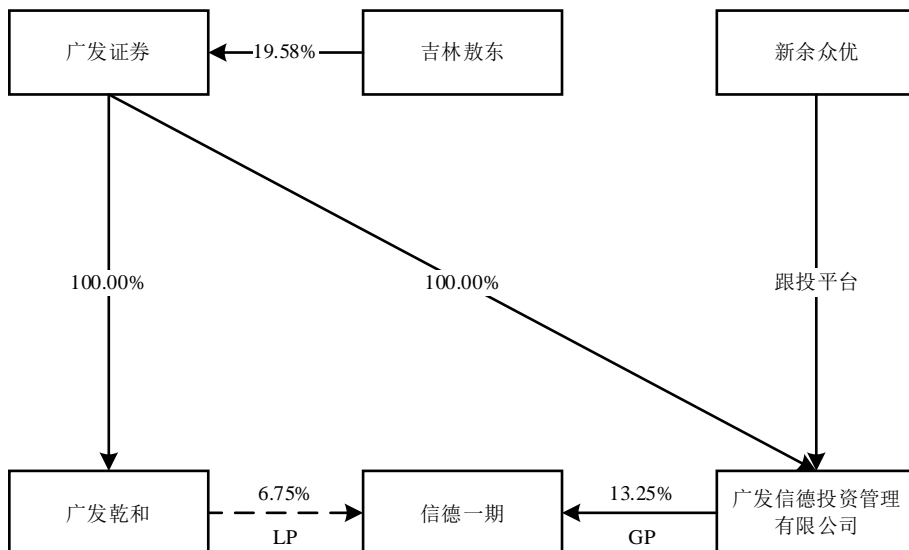 广发证券
19.58%
吉林敖东
新余众优
100.00%
100.00%
跟投平台
广发乾和
6.75%
LP
信德一期
13.25%
GP
广发信德投资管理
有限公司